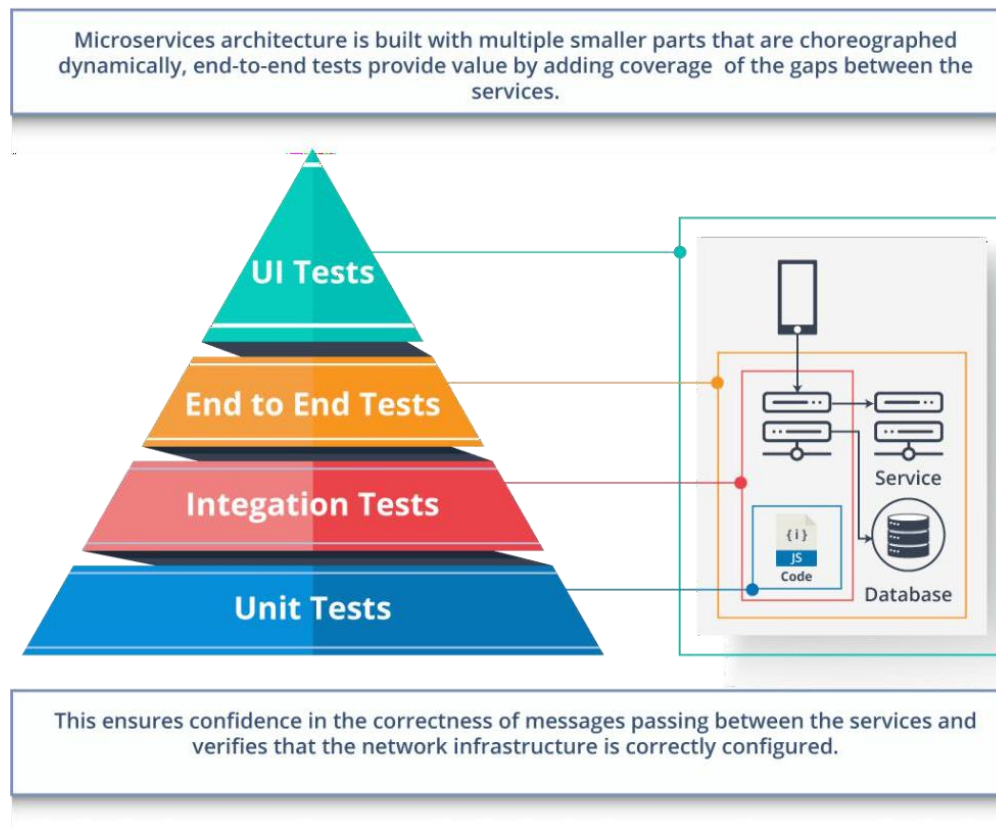 Microservices architecture is built with multiple smaller parts that are choreographed
dynamically, end-to-end tests provide value by adding coverage of the gaps between the
services.
UI Tests
End to End Tests
Integation Tests
Unit Tests
Service
{i}
JS
Code
Database
This ensures confidence in the correctness of messages passing between the services and
verifies that the network infrastructure is correctly configured.